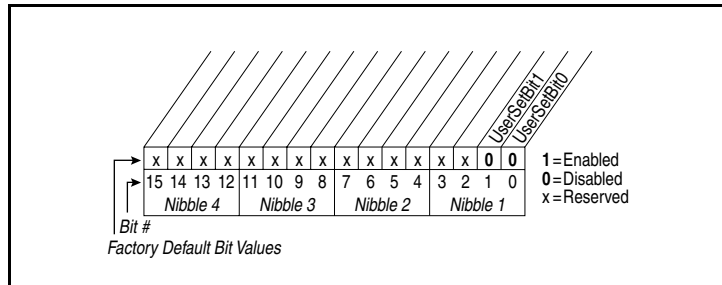 UserSetBit1
UserSetBit0
x x x x x x x x x x x x x x 0 0
15 14 13 12 11 10 9 8 7 6 5 4 3 2 1 0
Nibble 4 Nibble 3 Nibble 2 Nibble 1
1=Enabled
0=Disabled
x=Reserved
Bit #
Factory Default Bit Values